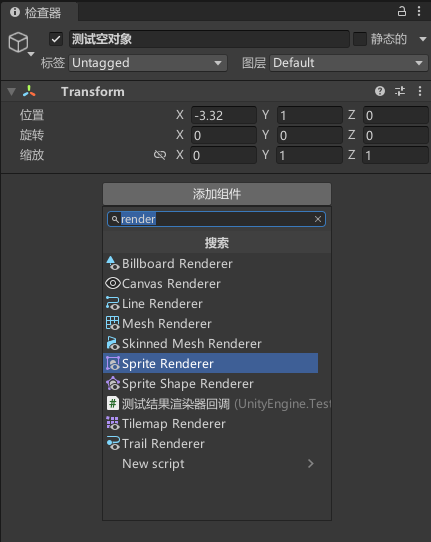 检查器
测试空对象 静态的
标签 Untagged 图层 Default
Transform
位置 X -3.32 Y 1 Z 0
旋转 X 0 Y 0 Z 0
缩放 X 0 Y 1 Z 1
添加组件
render
搜索
Billboard Renderer
Canvas Renderer
Line Renderer
Mesh Renderer
Skinned Mesh Renderer
Sprite Renderer
Sprite Shape Renderer
测试结果渲染器回调 (UnityEngine.Test
Tilemap Renderer
Trail Renderer
New script